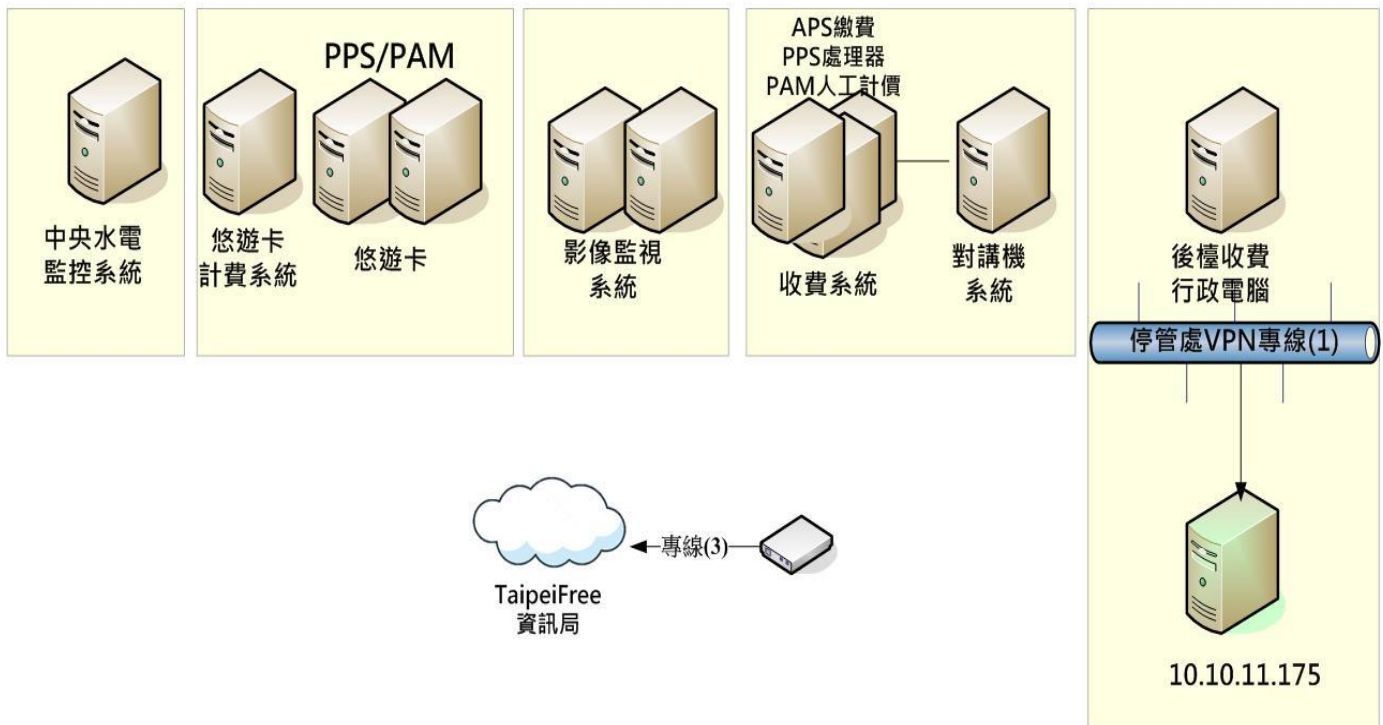 中央水電
監控系統
PPS/PAM
悠遊卡
計費系統
悠遊卡
影像監視
系統
APS繳費
PPS處理器
PAM人工計價
收費系統
對講機
系統
後檯收費
行政電腦
停管處VPN專線(1)
10.10.11.175
專線(3)
TaipeiFree
資訊局